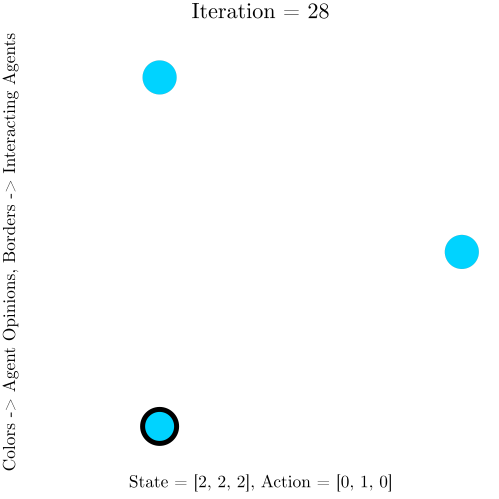 Iteration = 28
Colors -> Agent Opinions, Borders -> Interacting Agents
State = [2, 2, 2], Action = [0, 1, 0]